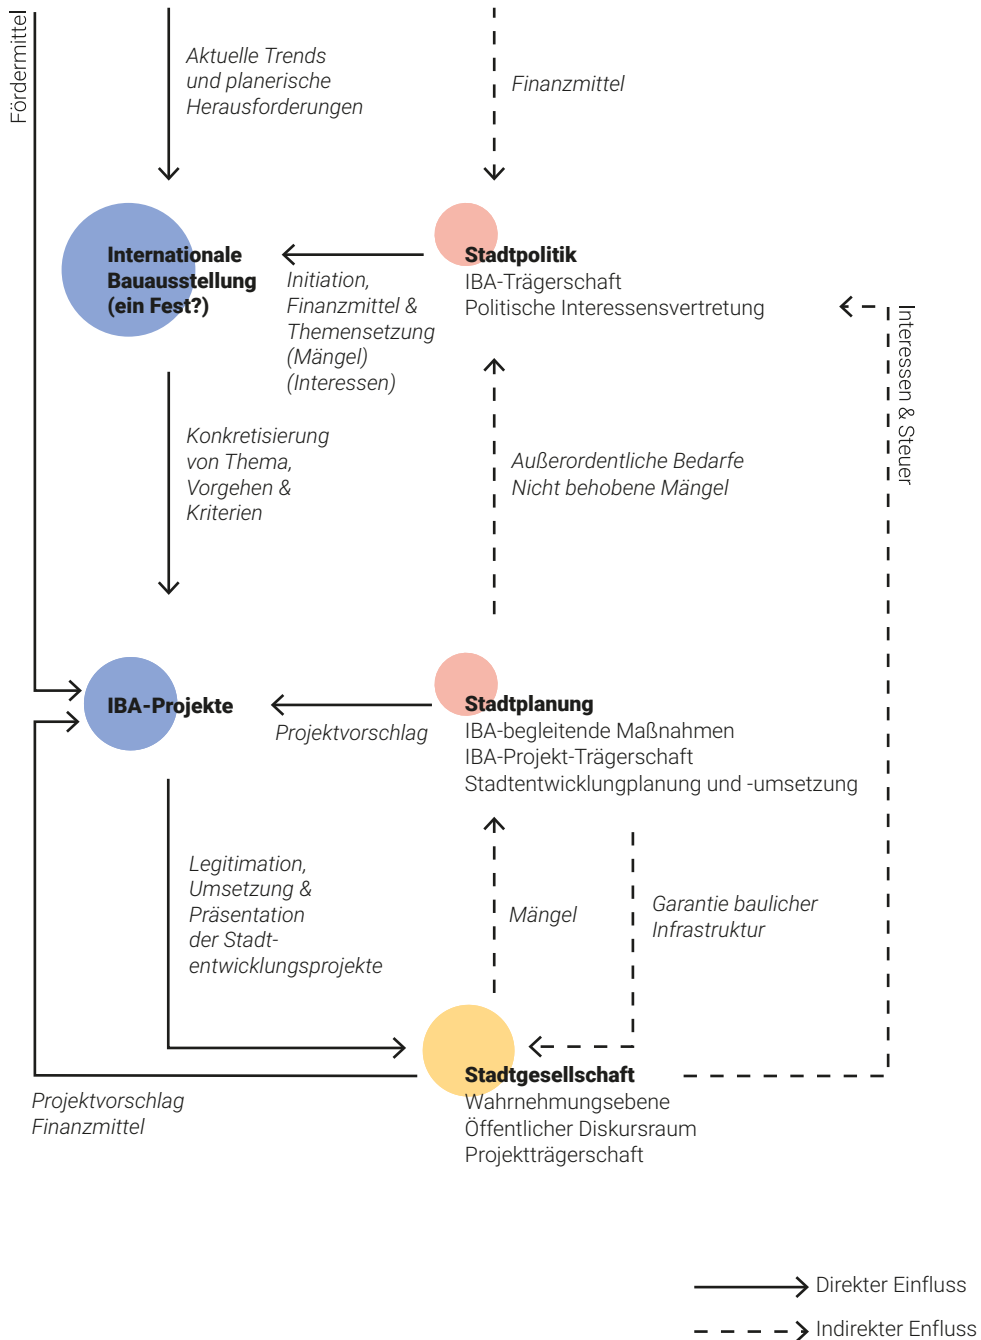 Fördermittel
Aktuelle Trends
und planerische
Herausforderungen
Finanzmittel
Internationale
Bauausstellung
(ein Fest?)
Initiation,
Finanzmittel &
Themensetzung
(Mängel)
(Interessen)
Stadtpolitik
IBA-Trägerschaft
Politische Interessensvertretung
Interessen & Steuer
Konkretisierung
von Thema,
Vorgehen &
Kriterien
Außerordentliche Bedarfe
Nicht behobene Mängel
IBA-Projekte
Projektvorschlag
Stadtplanung
IBA-begleitende Maßnahmen
IBA-Projekt-Trägerschaft
Stadtentwicklungplanung und -umsetzung
Legitimation,
Umsetzung &
Präsentation
der Stadt-
entwicklungsprojekte
Mängel
Garantie baulicher
Infrastruktur
Stadtgesellschaft
Wahrnehmungsebene
Öffentlicher Diskursraum
Projektträgerschaft
Projektvorschlag
Finanzmittel
Direkter Einfluss
Indirekter Enfluss